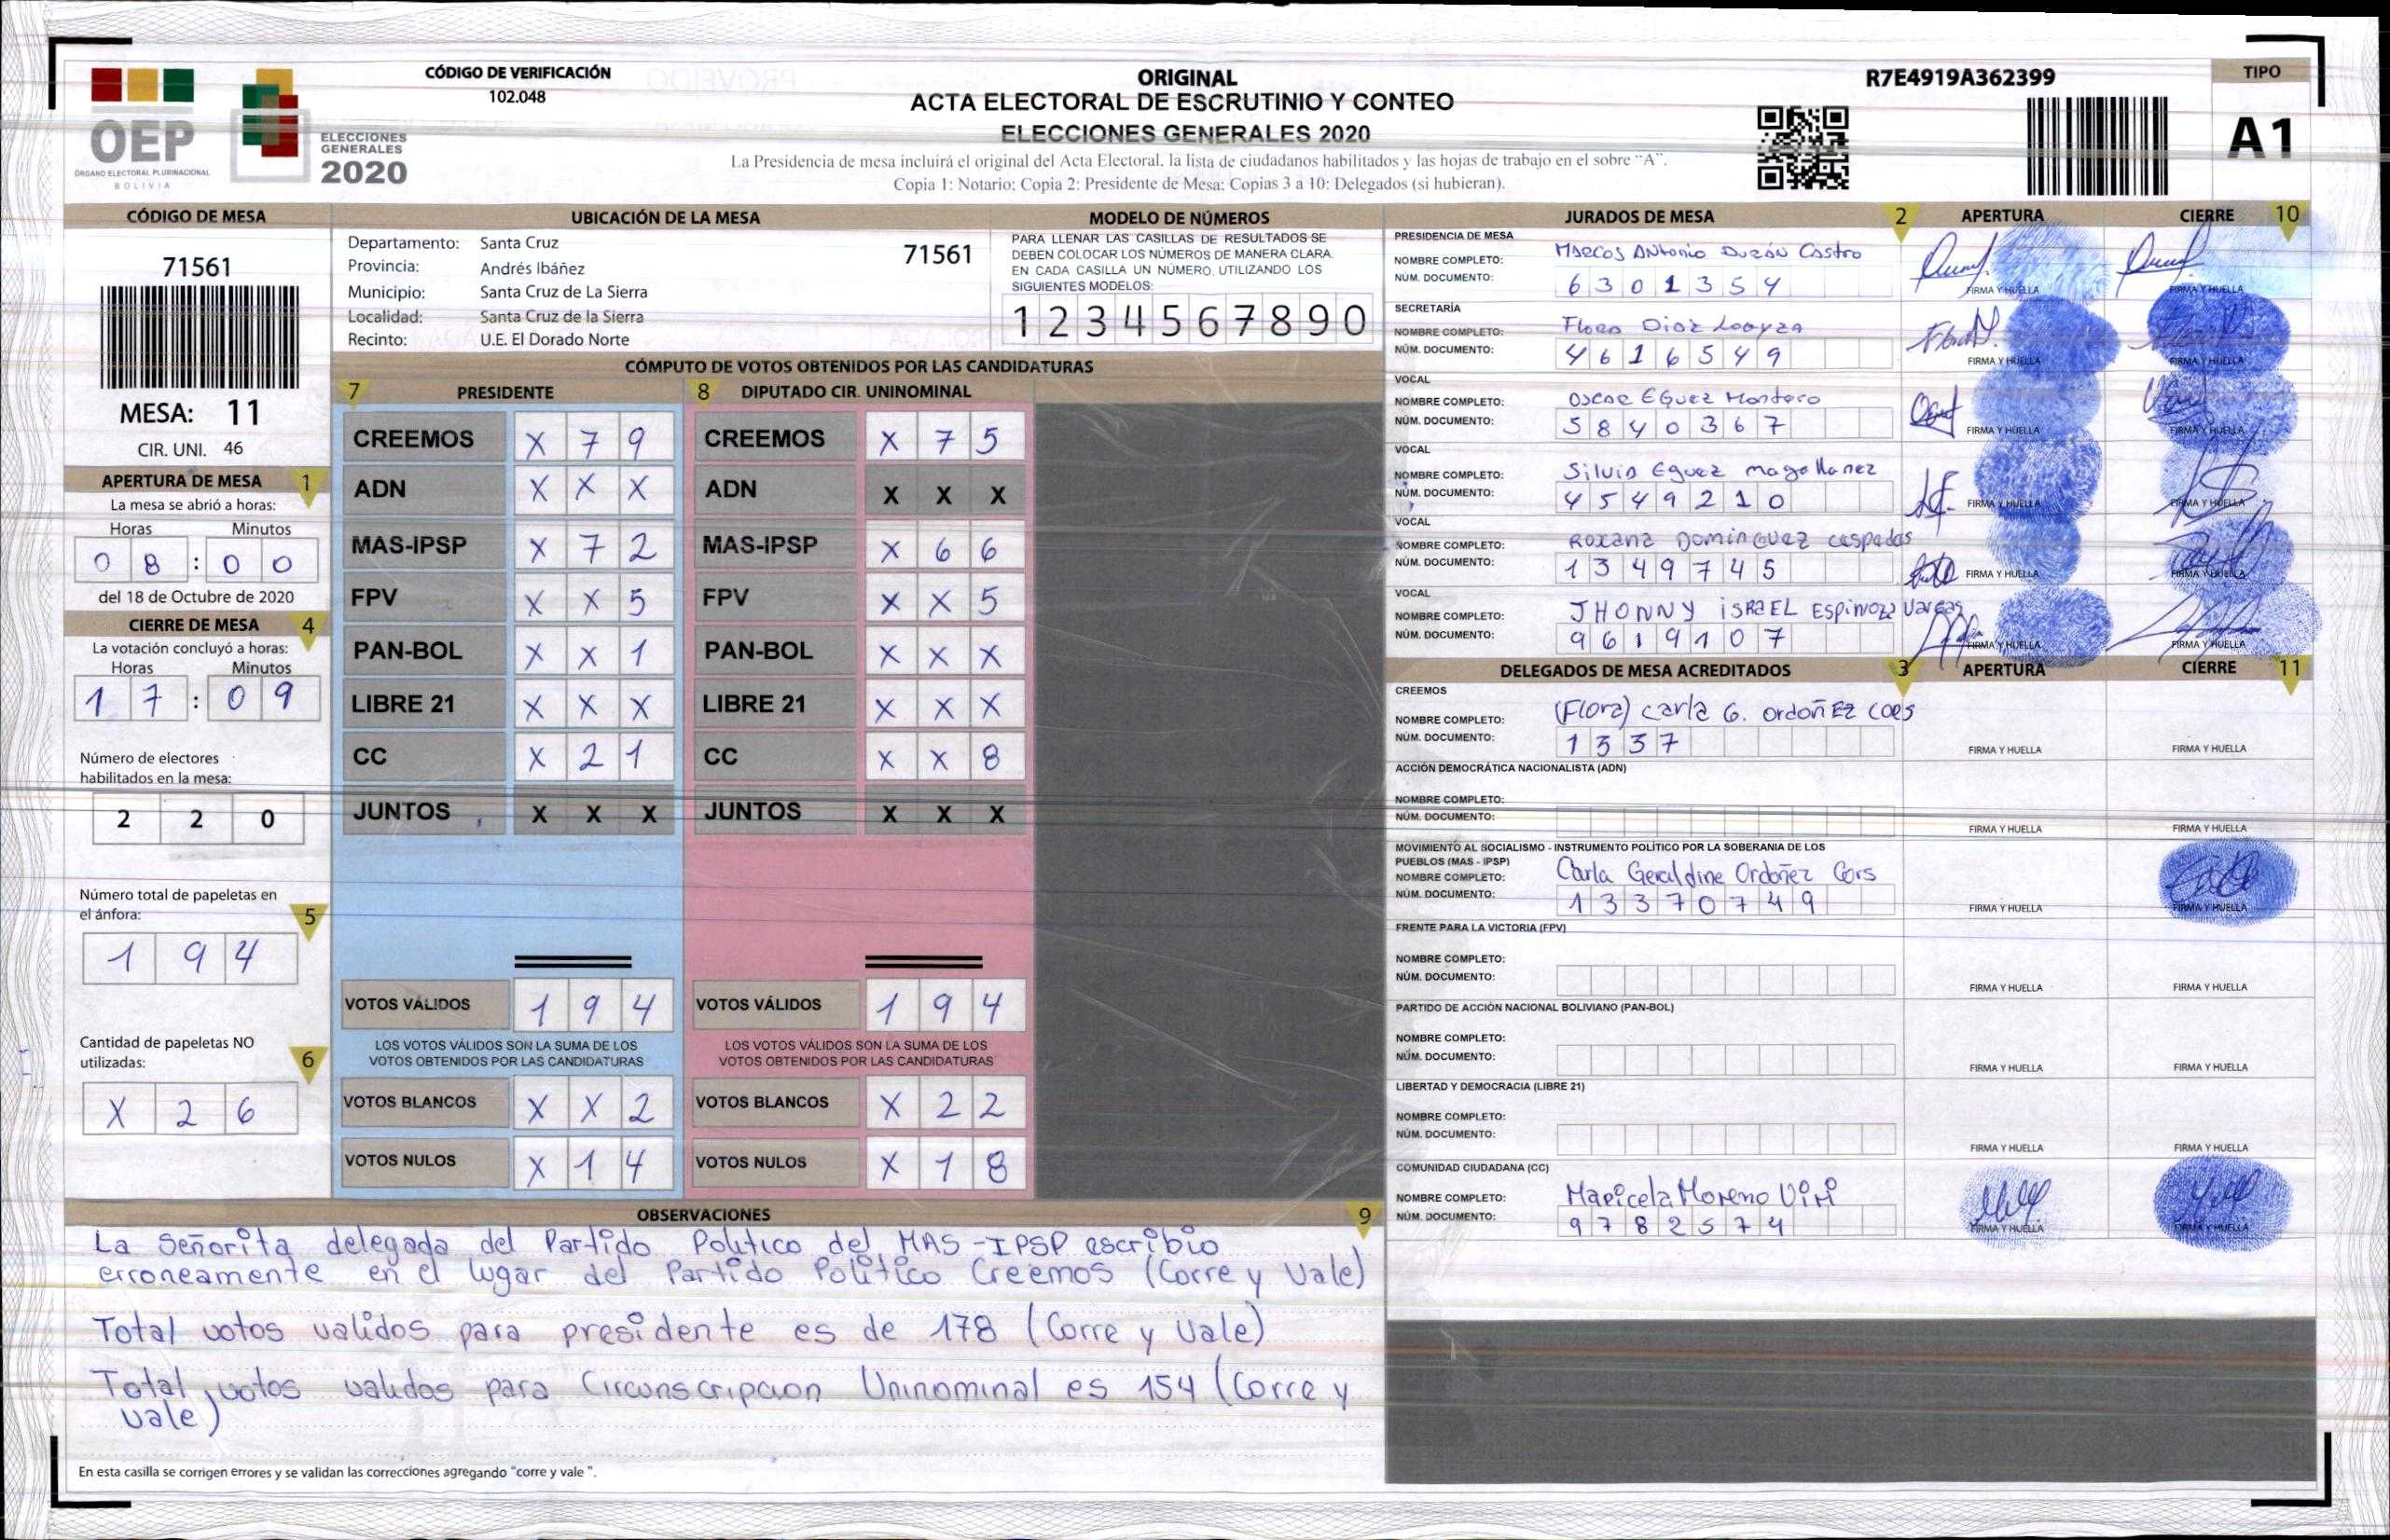 CÓDIGO DE VERIFICACIÓN
102.048
OEP
ÓRGANO ELECTORAL PLURINACIONAL
BOLIVIA
ELECCIONES
GENERALES
2020
ORIGINAL
ACTA ELECTORAL DE ESCRUTINIO Y CONTEO
ELECCIONES GENERALES 2020
La Presidencia de mesa incluirá el original del Acta Electoral, la lista de ciudadanos habilitados y las hojas de trabajo en el sobre "A".
Copia 1: Notario; Copia 2: Presidente de Mesa; Copias 3 a 10: Delegados (si hubieran).
R7E4919A362399
TIPO
A1
CÓDIGO DE MESA
71561
MESA: 11
CIR. UNI. 46
APERTURA DE MESA 1
La mesa se abrió a horas:
Horas Minutos
0 8 : 0 0
del 18 de Octubre de 2020
CIERRE DE MESA 4
La votación concluyó a horas:
Horas Minutos
1 7 : 0 9
Número de electores
habilitados en la mesa:
2 2 0
Número total de papeletas en
el ánfora: 5
1 9 4
Cantidad de papeletas NO
utilizadas: 6
X 2 6
UBICACIÓN DE LA MESA
Departamento: Santa Cruz 71561
Provincia: Andrés Ibáñez
Municipio: Santa Cruz de La Sierra
Localidad: Santa Cruz de la Sierra
Recinto: U.E. El Dorado Norte
MODELO DE NÚMEROS
PARA LLENAR LAS CASILLAS DE RESULTADOS SE
DEBEN COLOCAR LOS NÚMEROS DE MANERA CLARA.
EN CADA CASILLA UN NÚMERO, UTILIZANDO LOS
SIGUIENTES MODELOS:
1 2 3 4 5 6 7 8 9 0
CÓMPUTO DE VOTOS OBTENIDOS POR LAS CANDIDATURAS
7 PRESIDENTE 8 DIPUTADO CIR. UNINOMINAL
CREEMOS X 7 9 CREEMOS X 7 5
ADN X X X ADN X X X
MAS-IPSP X 7 2 MAS-IPSP X 6 6
FPV X X 5 FPV X X 5
PAN-BOL X X 1 PAN-BOL X X X
LIBRE 21 X X X LIBRE 21 X X X
CC X 2 1 CC X X 8
JUNTOS X X X JUNTOS X X X
VOTOS VÁLIDOS 1 9 4 VOTOS VÁLIDOS 1 9 4
LOS VOTOS VÁLIDOS SON LA SUMA DE LOS LOS VOTOS VÁLIDOS SON LA SUMA DE LOS
VOTOS OBTENIDOS POR LAS CANDIDATURAS VOTOS OBTENIDOS POR LAS CANDIDATURAS
VOTOS BLANCOS X X 2 VOTOS BLANCOS X 2 2
VOTOS NULOS X 1 4 VOTOS NULOS X 1 8
OBSERVACIONES 9
La Señorita delegada del Partido Politico del MAS-IPSP escribio
erroneamente en el lugar del Partido Político Creemos (Corre y Vale)
Total votos validos para presidente es de 178 (Corre y Vale)
Total votos validos para Circunscripcion Uninominal es 154 (Corre y
Vale)
En esta casilla se corrigen errores y se validan las correcciones agregando "corre y vale ".
JURADOS DE MESA 2 APERTURA CIERRE 10
PRESIDENCIA DE MESA
NOMBRE COMPLETO: Marcos Antonio Durán Castro
NÚM. DOCUMENTO: 6 3 0 1 3 5 4
FIRMA Y HUELLA FIRMA Y HUELLA
SECRETARÍA
NOMBRE COMPLETO: Flora Diaz Loayza
NÚM. DOCUMENTO: 4 6 1 6 5 4 9
FIRMA Y HUELLA FIRMA Y HUELLA
VOCAL
NOMBRE COMPLETO: Oscar Eguez Montero
NÚM. DOCUMENTO: 5 8 4 0 3 6 7
FIRMA Y HUELLA FIRMA Y HUELLA
VOCAL
NOMBRE COMPLETO: Silvia Eguez magallanez
NÚM. DOCUMENTO: 4 5 4 9 2 1 0
FIRMA Y HUELLA FIRMA Y HUELLA
VOCAL
NOMBRE COMPLETO: Roxana Dominguez cespedes
NÚM. DOCUMENTO: 1 3 4 9 7 4 5
FIRMA Y HUELLA FIRMA Y HUELLA
VOCAL
NOMBRE COMPLETO: JHONNY iSRAEL Espinoza Vargas
NÚM. DOCUMENTO: 9 6 1 9 1 0 7
FIRMA Y HUELLA FIRMA Y HUELLA
DELEGADOS DE MESA ACREDITADOS 3 APERTURA CIERRE 11
CREEMOS
NOMBRE COMPLETO: (Flora) carla G. ordoñEz coes
NÚM. DOCUMENTO: 1 3 3 7
FIRMA Y HUELLA FIRMA Y HUELLA
ACCIÓN DEMOCRÁTICA NACIONALISTA (ADN)
NOMBRE COMPLETO:
NÚM. DOCUMENTO:
FIRMA Y HUELLA FIRMA Y HUELLA
MOVIMIENTO AL SOCIALISMO - INSTRUMENTO POLÍTICO POR LA SOBERANIA DE LOS
PUEBLOS (MAS - IPSP)
NOMBRE COMPLETO: Carla Geraldine Ordoñez Cors
NÚM. DOCUMENTO: 1 3 3 7 0 7 4 9
FIRMA Y HUELLA FIRMA Y HUELLA
FRENTE PARA LA VICTORIA (FPV)
NOMBRE COMPLETO:
NÚM. DOCUMENTO:
FIRMA Y HUELLA FIRMA Y HUELLA
PARTIDO DE ACCIÓN NACIONAL BOLIVIANO (PAN-BOL)
NOMBRE COMPLETO:
NÚM. DOCUMENTO:
FIRMA Y HUELLA FIRMA Y HUELLA
LIBERTAD Y DEMOCRACIA (LIBRE 21)
NOMBRE COMPLETO:
NÚM. DOCUMENTO:
FIRMA Y HUELLA FIRMA Y HUELLA
COMUNIDAD CIUDADANA (CC)
NOMBRE COMPLETO: Maricela Moreno Viri
NÚM. DOCUMENTO: 9 7 8 2 5 7 4
FIRMA Y HUELLA FIRMA Y HUELLA